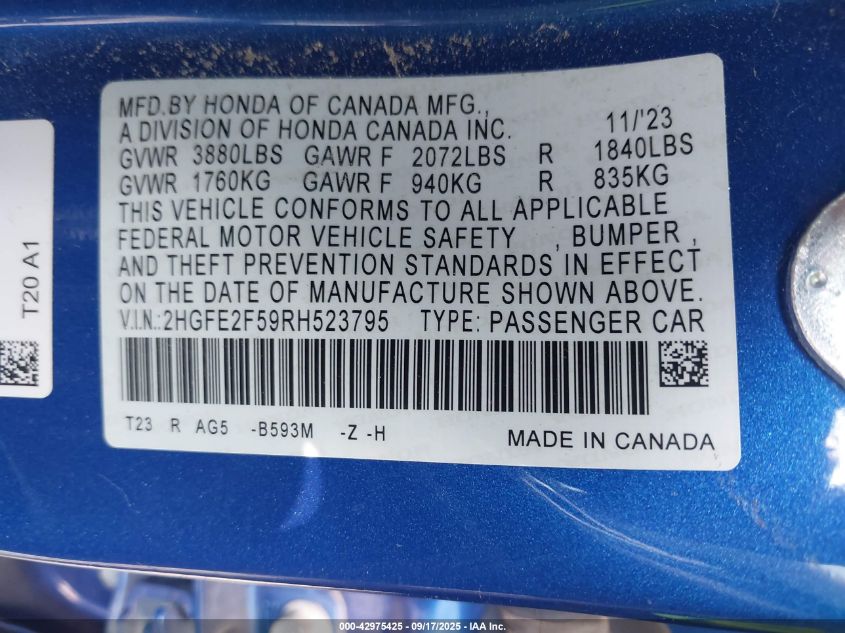 MFD.BY HONDA OF CANADA MFG.,
A DIVISION OF HONDA CANADA INC. 11/'23
GVWR 3880LBS GAWR F 2072LBS R 1840LBS
GVWR 1760KG GAWR F 940KG R 835KG
THIS VEHICLE CONFORMS TO ALL APPLICABLE
FEDERAL MOTOR VEHICLE SAFETY , BUMPER ,
AND THEFT PREVENTION STANDARDS IN EFFECT
ON THE DATE OF MANUFACTURE SHOWN ABOVE.
V.I.N.:2HGFE2F59RH523795 TYPE: PASSENGER CAR
T23 R AG5 -B593M -Z -H
MADE IN CANADA
T20 A1
000-42975425 - 09/17/2025 - IAA Inc.